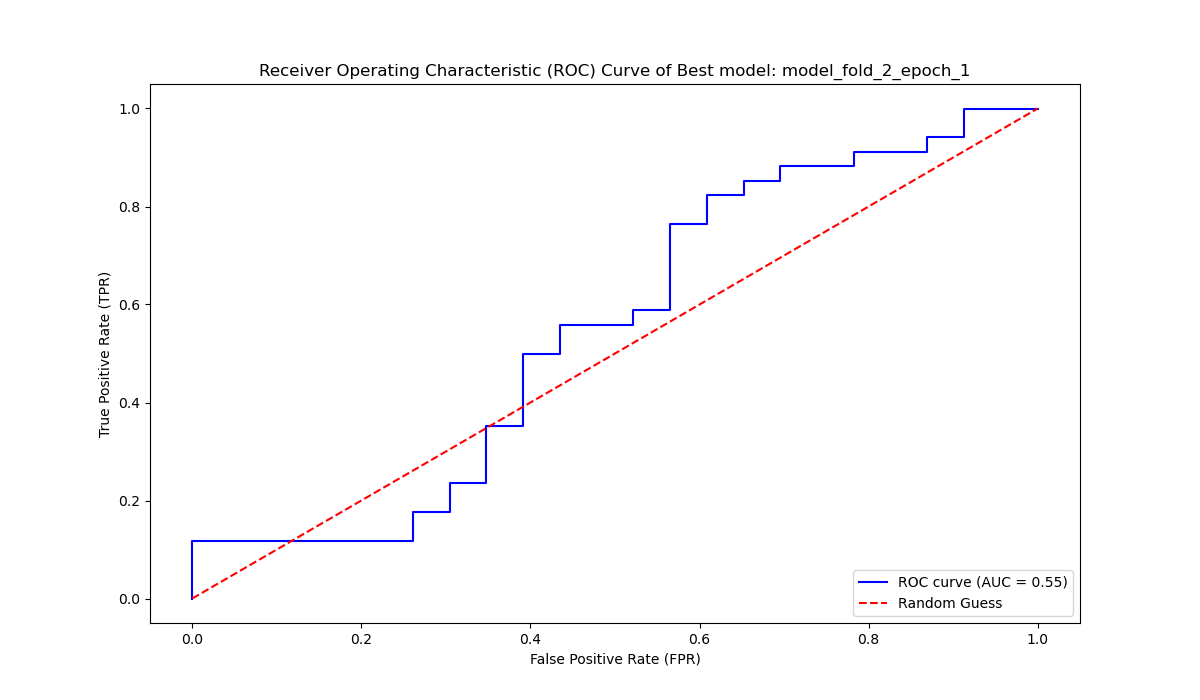 Receiver Operating Characteristic (ROC) Curve of Best model: model_fold_2_epoch_1
1.0
0.8
0.6
0.4
0.2
0.0
True Positive Rate (TPR)
ROC curve (AUC = 0.55)
Random Guess
0.0 0.2 0.4 0.6 0.8 1.0
False Positive Rate (FPR)